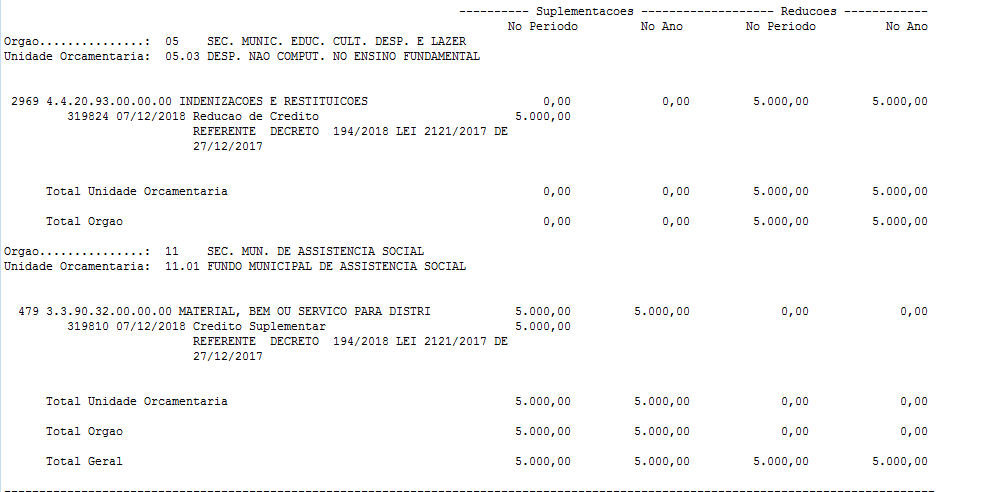 ---------- Suplementacoes ------------------- Reducoes ------------
No Periodo No Ano No Periodo No Ano
Orgao...............: 05 SEC. MUNIC. EDUC. CULT. DESP. E LAZER
Unidade Orcamentaria: 05.03 DESP. NAO COMPUT. NO ENSINO FUNDAMENTAL
2969 4.4.20.93.00.00.00 INDENIZACOES E RESTITUICOES 0,00 0,00 5.000,00 5.000,00
319824 07/12/2018 Reducao de Credito 5.000,00
REFERENTE DECRETO 194/2018 LEI 2121/2017 DE
27/12/2017
Total Unidade Orcamentaria 0,00 0,00 5.000,00 5.000,00
Total Orgao 0,00 0,00 5.000,00 5.000,00
Orgao...............: 11 SEC. MUN. DE ASSISTENCIA SOCIAL
Unidade Orcamentaria: 11.01 FUNDO MUNICIPAL DE ASSISTENCIA SOCIAL
479 3.3.90.32.00.00.00 MATERIAL, BEM OU SERVICO PARA DISTRI 5.000,00 5.000,00 0,00 0,00
319810 07/12/2018 Credito Suplementar 5.000,00
REFERENTE DECRETO 194/2018 LEI 2121/2017 DE
27/12/2017
Total Unidade Orcamentaria 5.000,00 5.000,00 0,00 0,00
Total Orgao 5.000,00 5.000,00 0,00 0,00
Total Geral 5.000,00 5.000,00 5.000,00 5.000,00